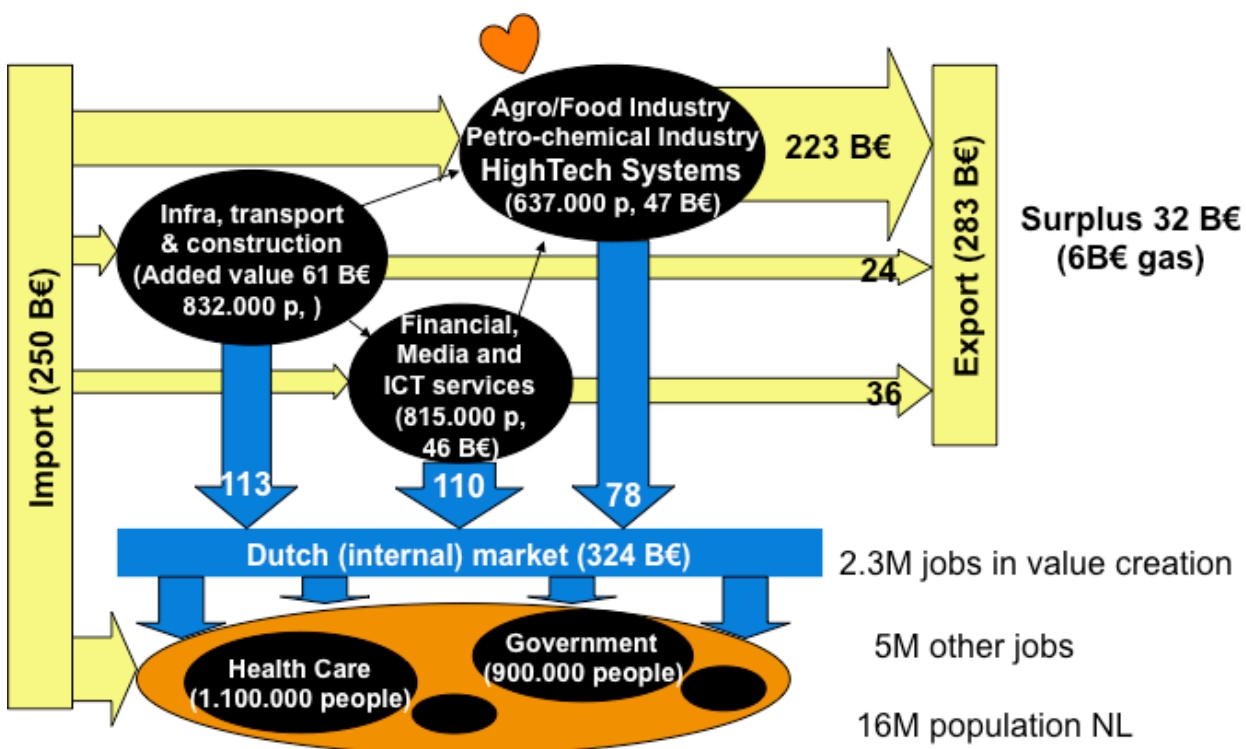 Import (250 B€)
Agro/Food Industry
Petro-chemical Industry
HighTech Systems
(637.000 p, 47 B€)
223 B€
Infra, transport
& construction
(Added value 61 B€
832.000 p, )
24
Financial,
Media and
ICT services
(815.000 p,
46 B€)
36
Export (283 B€)
Surplus 32 B€
(6B€ gas)
113
110
78
Dutch (internal) market (324 B€)
2.3M jobs in value creation
Health Care
(1.100.000 people)
Government
(900.000 people)
5M other jobs
16M population NL